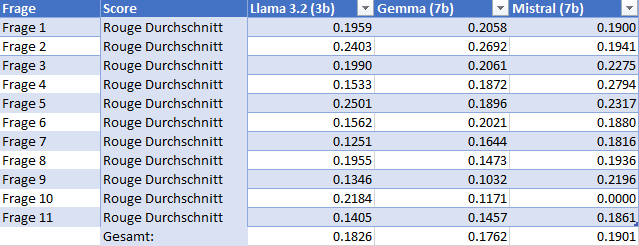 Frage Score Llama 3.2 (3b) Gemma (7b) Mistral (7b)
Frage 1 Rouge Durchschnitt 0.1959 0.2058 0.1900
Frage 2 Rouge Durchschnitt 0.2403 0.2692 0.1941
Frage 3 Rouge Durchschnitt 0.1990 0.2061 0.2275
Frage 4 Rouge Durchschnitt 0.1533 0.1872 0.2794
Frage 5 Rouge Durchschnitt 0.2501 0.1896 0.2317
Frage 6 Rouge Durchschnitt 0.1562 0.2021 0.1880
Frage 7 Rouge Durchschnitt 0.1251 0.1644 0.1816
Frage 8 Rouge Durchschnitt 0.1955 0.1473 0.1936
Frage 9 Rouge Durchschnitt 0.1346 0.1032 0.2196
Frage 10 Rouge Durchschnitt 0.2184 0.1171 0.0000
Frage 11 Rouge Durchschnitt 0.1405 0.1457 0.1861
Gesamt: 0.1826 0.1762 0.1901